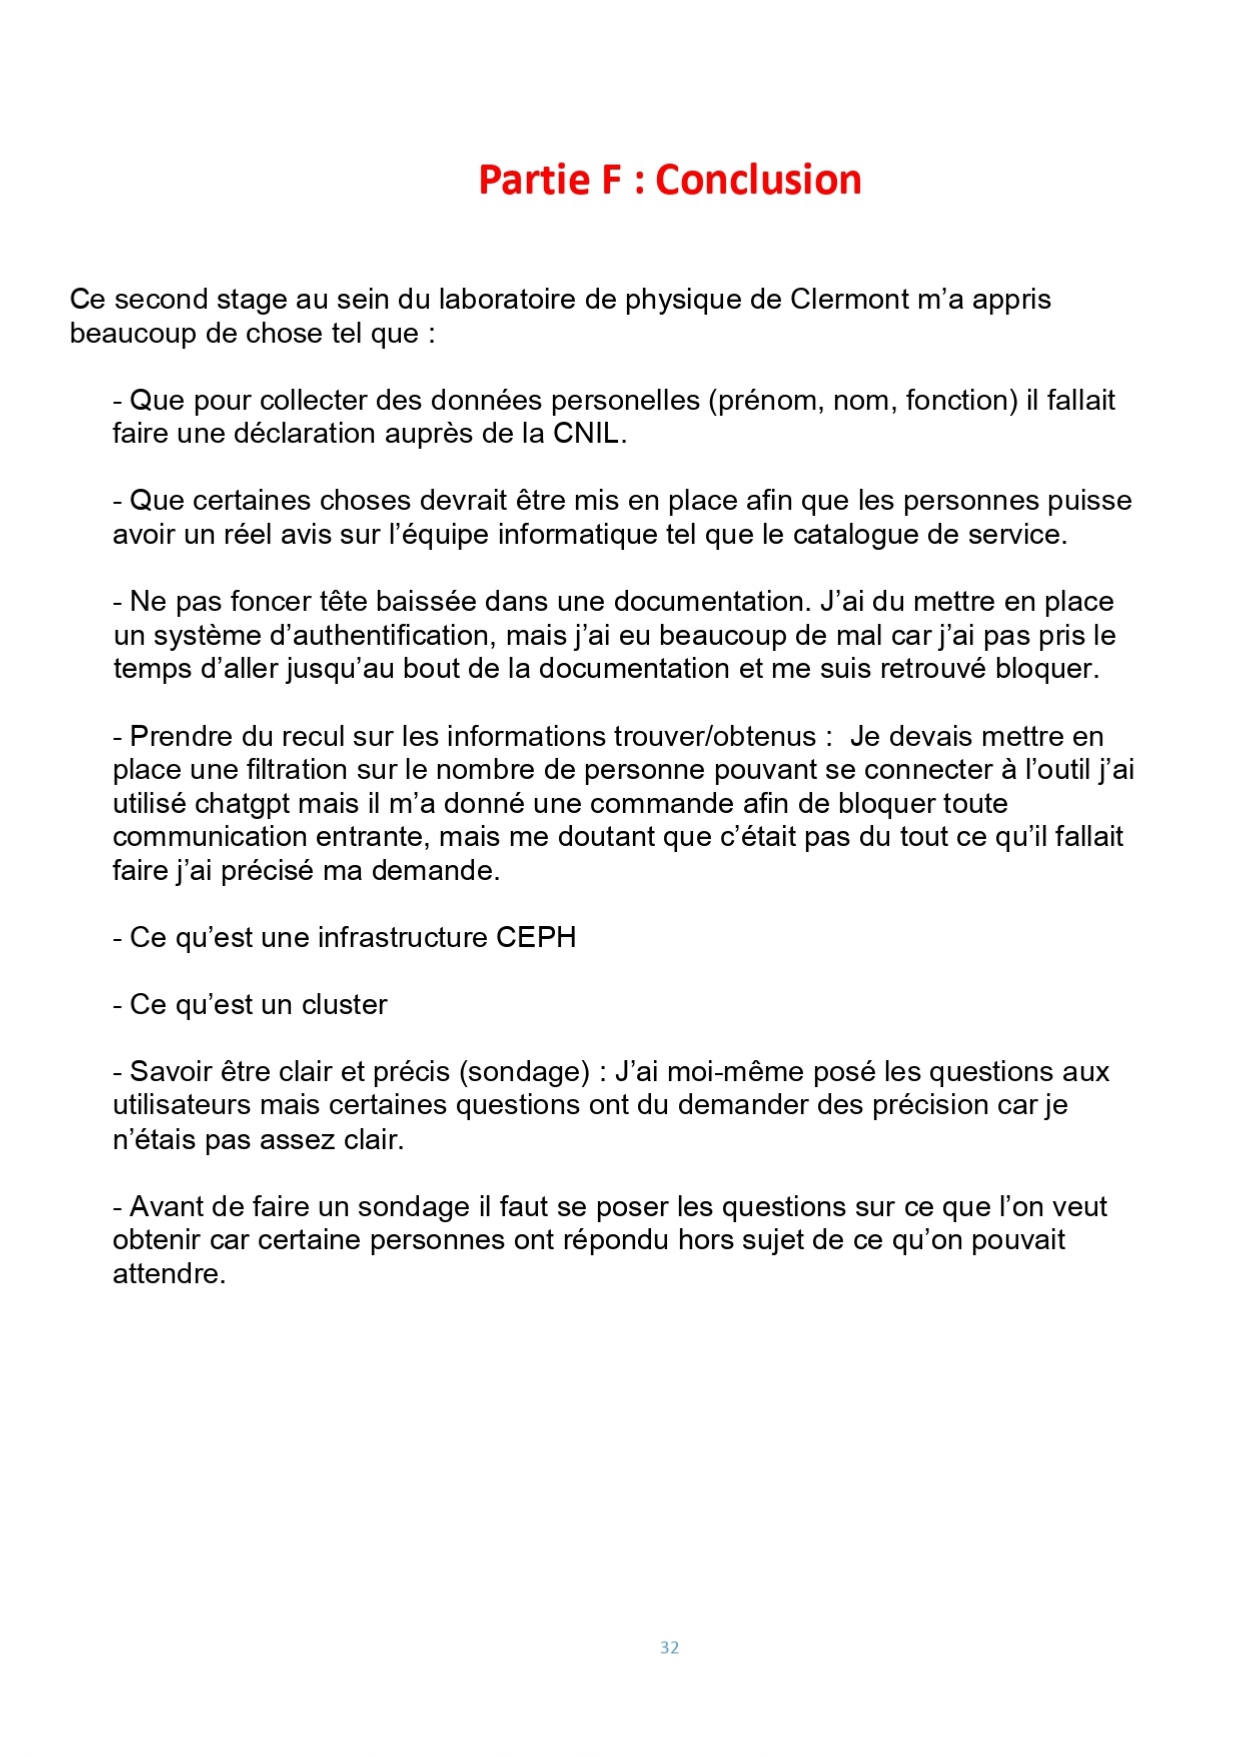 Partie F : Conclusion
Ce second stage au sein du laboratoire de physique de Clermont m’a appris
beaucoup de chose tel que :
- Que pour collecter des données personelles (prénom, nom, fonction) il fallait
faire une déclaration auprès de la CNIL.
- Que certaines choses devrait être mis en place afin que les personnes puisse
avoir un réel avis sur l’équipe informatique tel que le catalogue de service.
- Ne pas foncer tête baissée dans une documentation. J’ai du mettre en place
un système d’authentification, mais j’ai eu beaucoup de mal car j’ai pas pris le
temps d’aller jusqu’au bout de la documentation et me suis retrouvé bloquer.
- Prendre du recul sur les informations trouver/obtenus :  Je devais mettre en
place une filtration sur le nombre de personne pouvant se connecter à l’outil j’ai
utilisé chatgpt mais il m’a donné une commande afin de bloquer toute
communication entrante, mais me doutant que c’était pas du tout ce qu’il fallait
faire j’ai précisé ma demande.
- Ce qu’est une infrastructure CEPH
- Ce qu’est un cluster
- Savoir être clair et précis (sondage) : J’ai moi-même posé les questions aux
utilisateurs mais certaines questions ont du demander des précision car je
n’étais pas assez clair.
- Avant de faire un sondage il faut se poser les questions sur ce que l’on veut
obtenir car certaine personnes ont répondu hors sujet de ce qu’on pouvait
attendre.
32